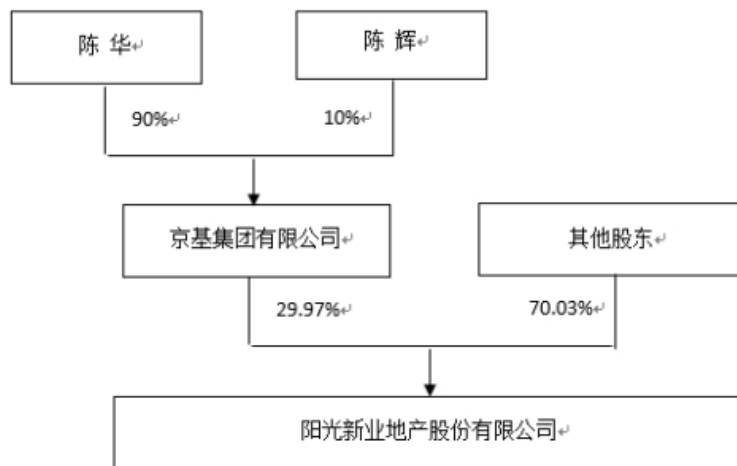 陈 华↵
陈 辉↵
90%↵
10%↵
京基集团有限公司↵
其他股东↵
29.97%↵
70.03%↵
阳光新业地产股份有限公司↵